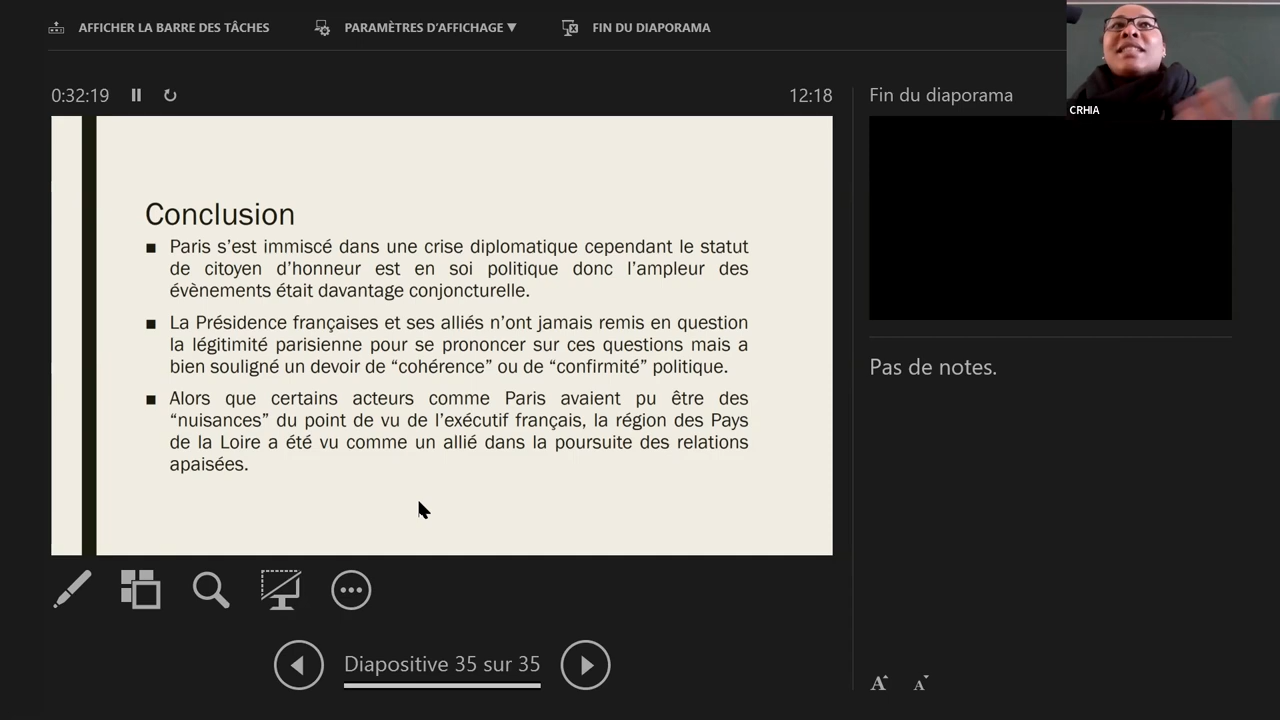 AFFICHER LA BARRE DES TÂCHES
PARAMÈTRES D'AFFICHAGE ▼
FIN DU DIAPORAMA
0:32:19
12:18
Fin du diaporama
CRHIA
Conclusion
■ Paris s'est immiscé dans une crise diplomatique cependant le statut
de citoyen d'honneur est en soi politique donc l'ampleur des
évènements était davantage conjoncturelle.
■ La Présidence françaises et ses alliés n'ont jamais remis en question
la légitimité parisienne pour se prononcer sur ces questions mais a
bien souligné un devoir de “cohérence” ou de “confirmité” politique.
■ Alors que certains acteurs comme Paris avaient pu être des
“nuisances” du point de vu de l'exécutif français, la région des Pays
de la Loire a été vu comme un allié dans la poursuite des relations
apaisées.
Pas de notes.
Diapositive 35 sur 35
A A